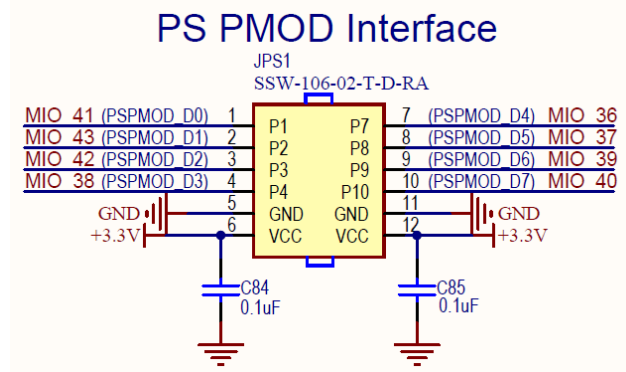 PS PMOD Interface
JPS1
SSW-106-02-T-D-RA
MIO 41 (PSPMOD_D0) 1 P1 P7 7 (PSPMOD_D4) MIO 36
MIO 43 (PSPMOD_D1) 2 P2 P8 8 (PSPMOD_D5) MIO 37
MIO 42 (PSPMOD_D2) 3 P3 P9 9 (PSPMOD_D6) MIO 39
MIO 38 (PSPMOD_D3) 4 P4 P10 10 (PSPMOD_D7) MIO 40
GND 5 GND GND 11 GND
+3.3V 6 VCC VCC 12 +3.3V
C84 C85
0.1uF 0.1uF